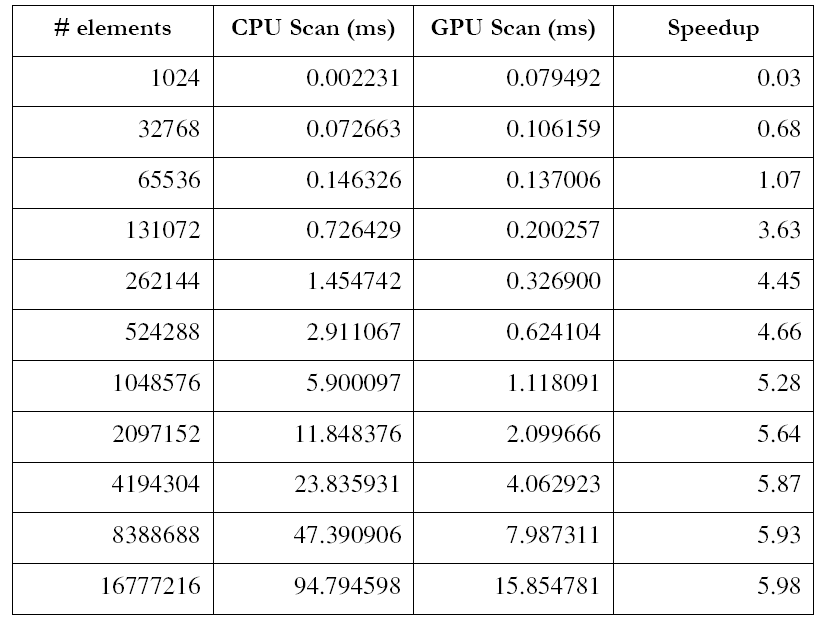 # elements CPU Scan (ms) GPU Scan (ms) Speedup
1024 0.002231 0.079492 0.03
32768 0.072663 0.106159 0.68
65536 0.146326 0.137006 1.07
131072 0.726429 0.200257 3.63
262144 1.454742 0.326900 4.45
524288 2.911067 0.624104 4.66
1048576 5.900097 1.118091 5.28
2097152 11.848376 2.099666 5.64
4194304 23.835931 4.062923 5.87
8388688 47.390906 7.987311 5.93
16777216 94.794598 15.854781 5.98